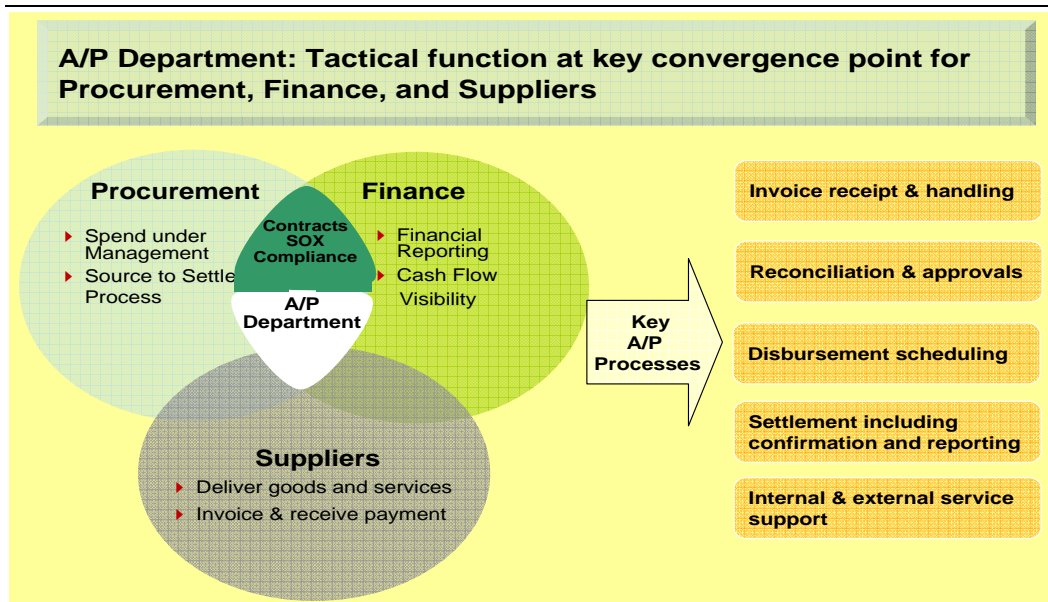 A/P Department: Tactical function at key convergence point for
Procurement, Finance, and Suppliers
Procurement
Spend under
Management
Source to Settle
Process
Contracts
SOX
Compliance
A/P
Department
Finance
Financial
Reporting
Cash Flow
Visibility
Suppliers
Deliver goods and services
Invoice & receive payment
Key
A/P
Processes
Invoice receipt & handling
Reconciliation & approvals
Disbursement scheduling
Settlement including
confirmation and reporting
Internal & external service
support